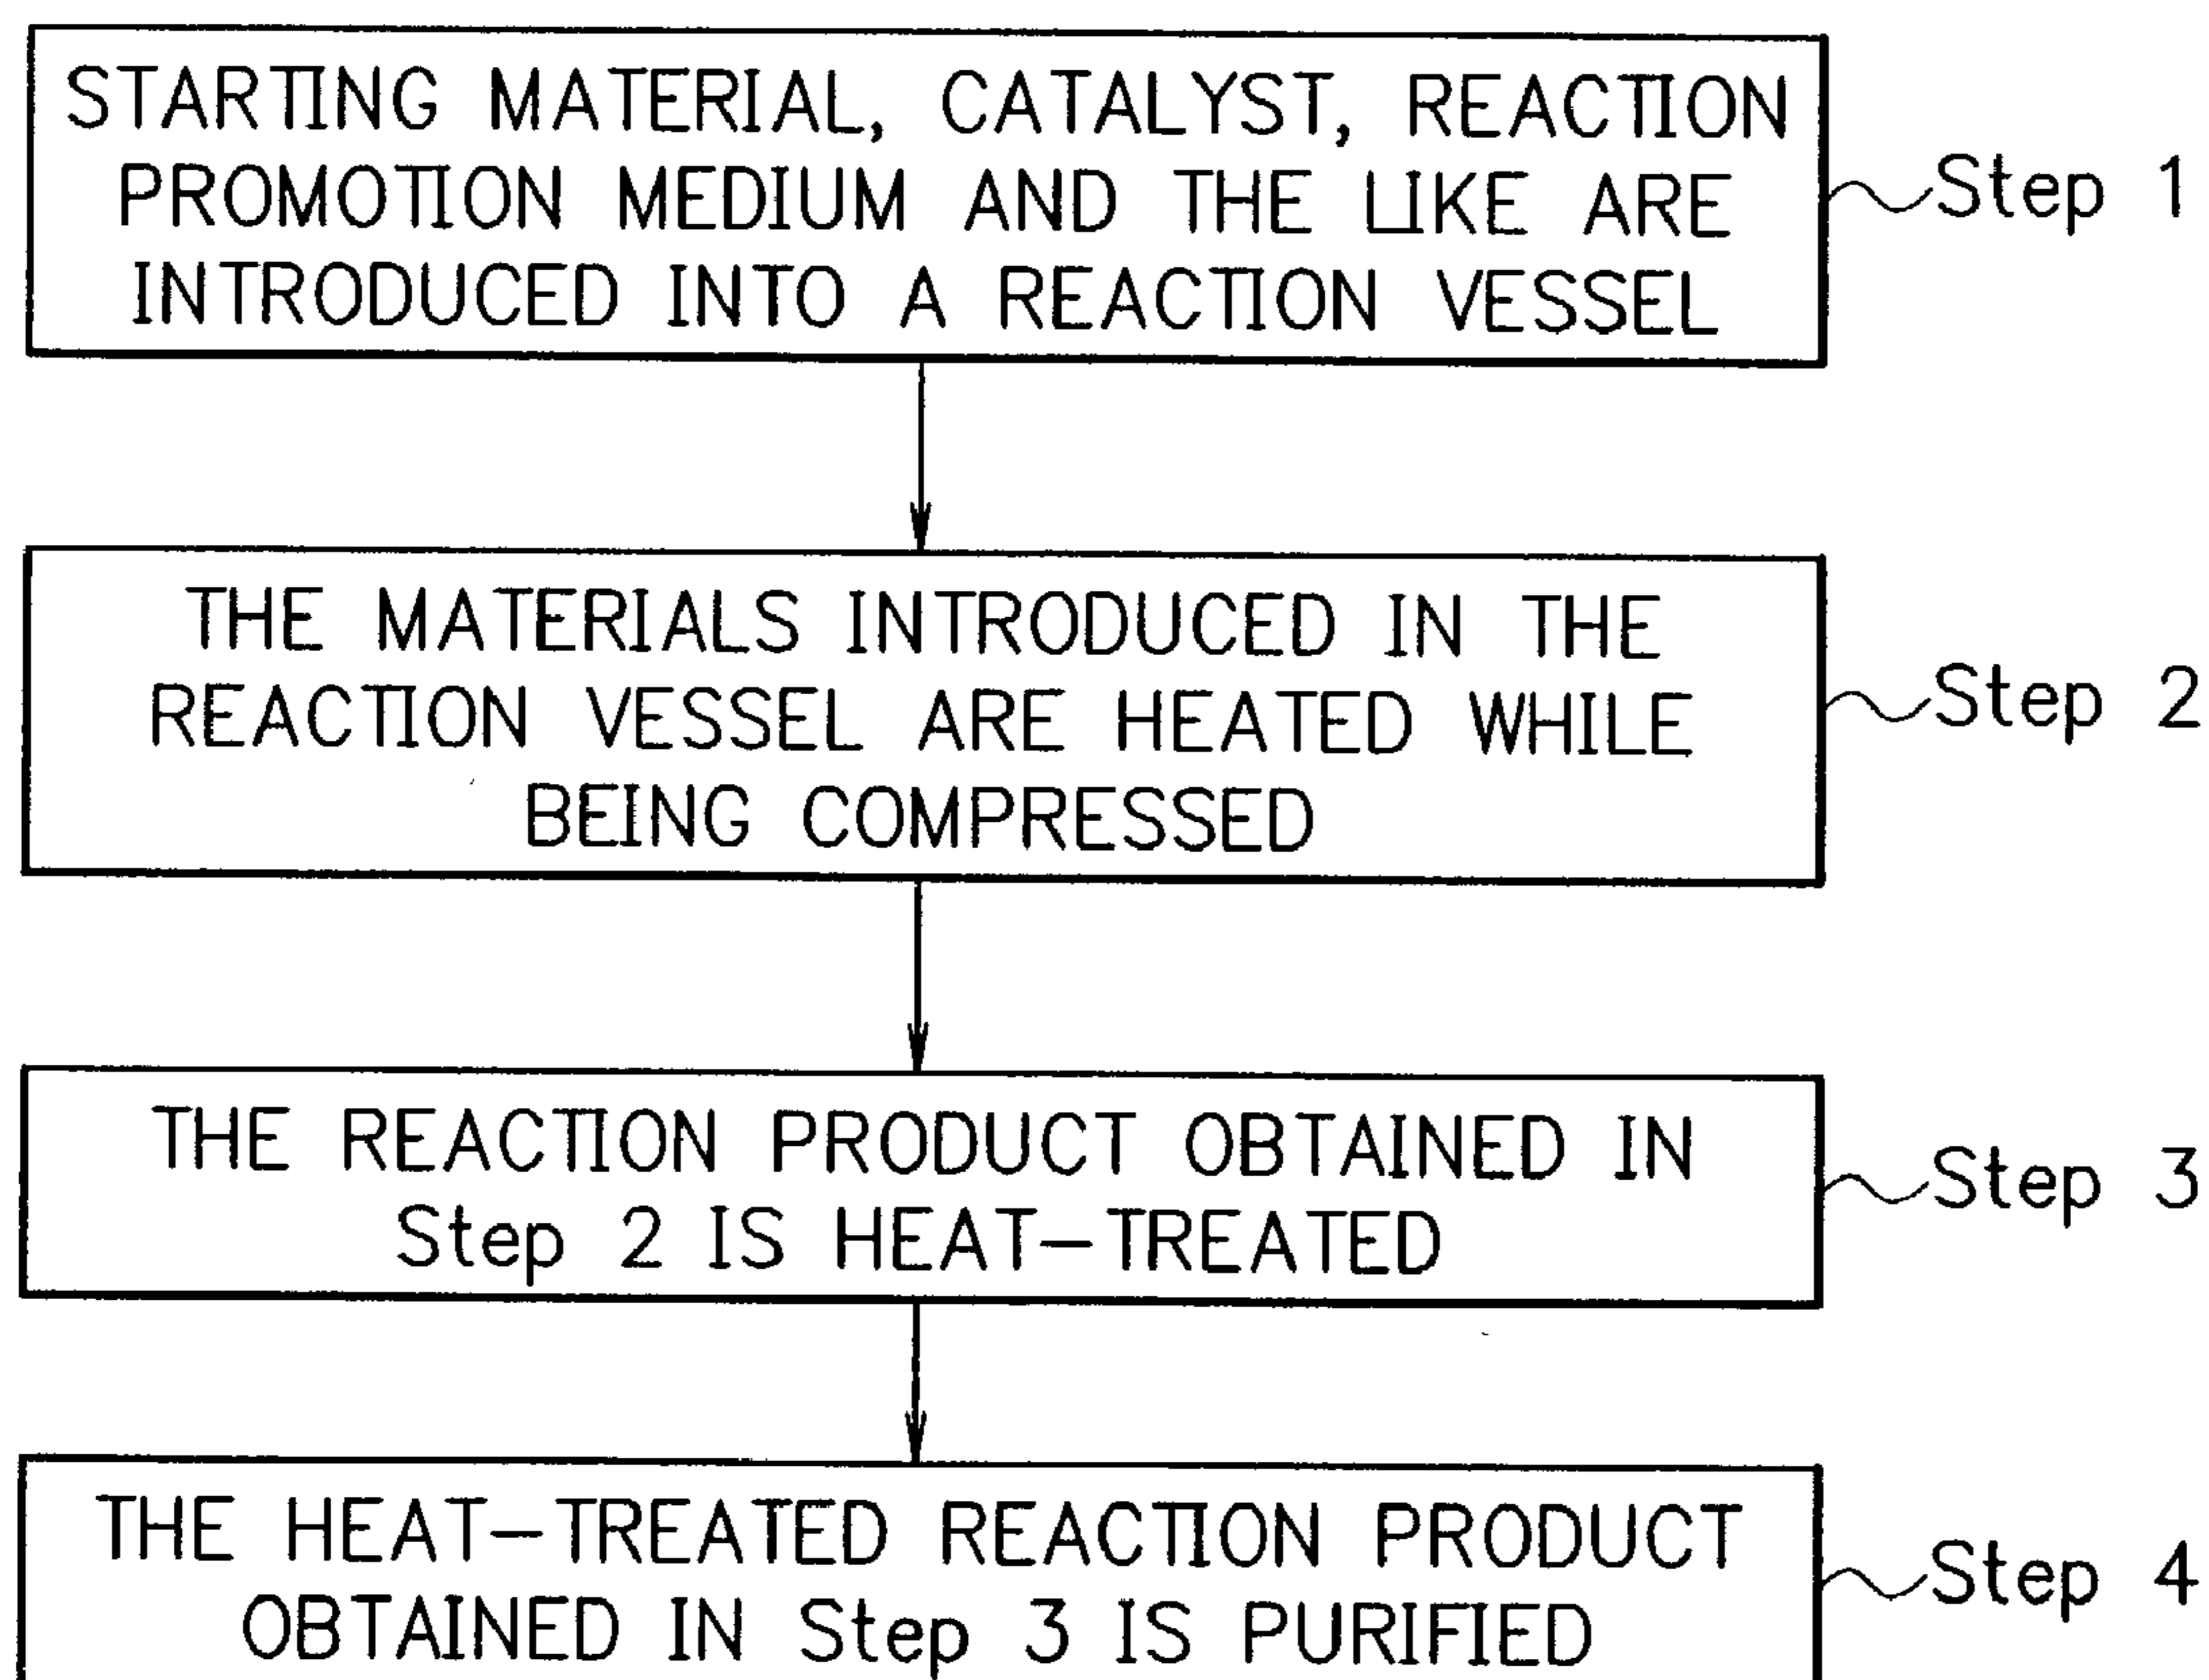 STARTING MATERIAL, CATALYST, REACTION
PROMOTION MEDIUM AND THE LIKE ARE
INTRODUCED INTO A REACTION VESSEL
Step 1
THE MATERIALS INTRODUCED IN THE
REACTION VESSEL ARE HEATED WHILE
BEING COMPRESSED
Step 2
THE REACTION PRODUCT OBTAINED IN
Step 2 IS HEAT-TREATED
Step 3
THE HEAT-TREATED REACTION PRODUCT
OBTAINED IN Step 3 IS PURIFIED
Step 4